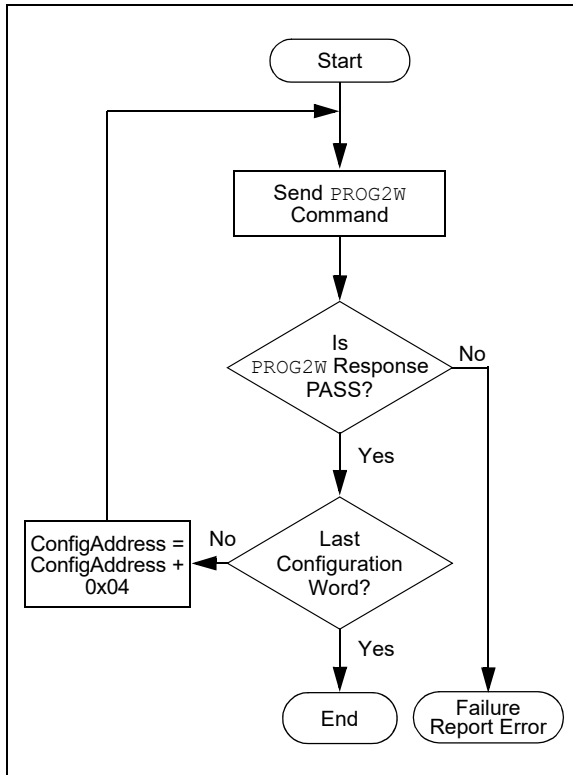 Start
Send PROG2W
Command
Is
PROG2W Response
PASS?
No
Yes
Last
Configuration
Word?
No
ConfigAddress =
ConfigAddress +
0x04
Yes
End
Failure
Report Error